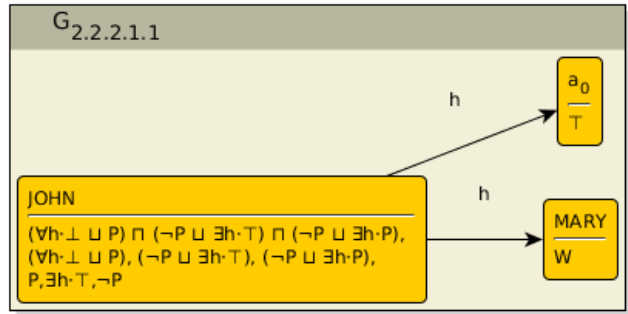 G2.2.2.1.1
a0
⊤
h
h
JOHN
(∀h·⊥ ⊔ P) ⊓ (¬P ⊔ ∃h·⊤) ⊓ (¬P ⊔ ∃h·P),
(∀h·⊥ ⊔ P), (¬P ⊔ ∃h·⊤), (¬P ⊔ ∃h·P),
P,∃h·⊤,¬P
MARY
W